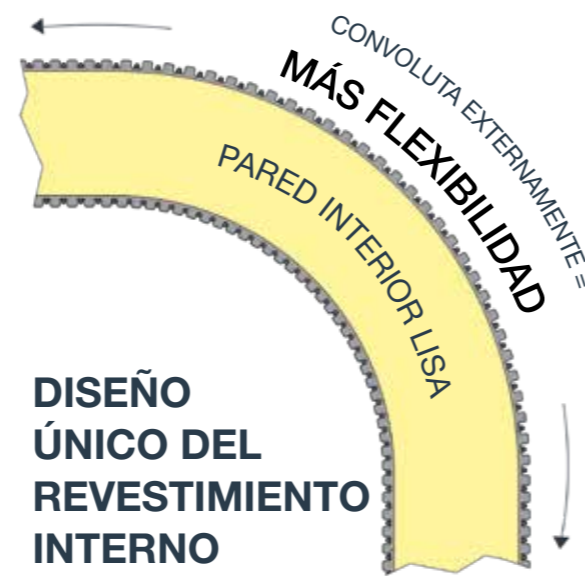 CONVOLUTA EXTERNAMENTE =
MÁS FLEXIBILIDAD
PARED INTERIOR LISA
DISEÑO
ÚNICO DEL
REVESTIMIENTO
INTERNO